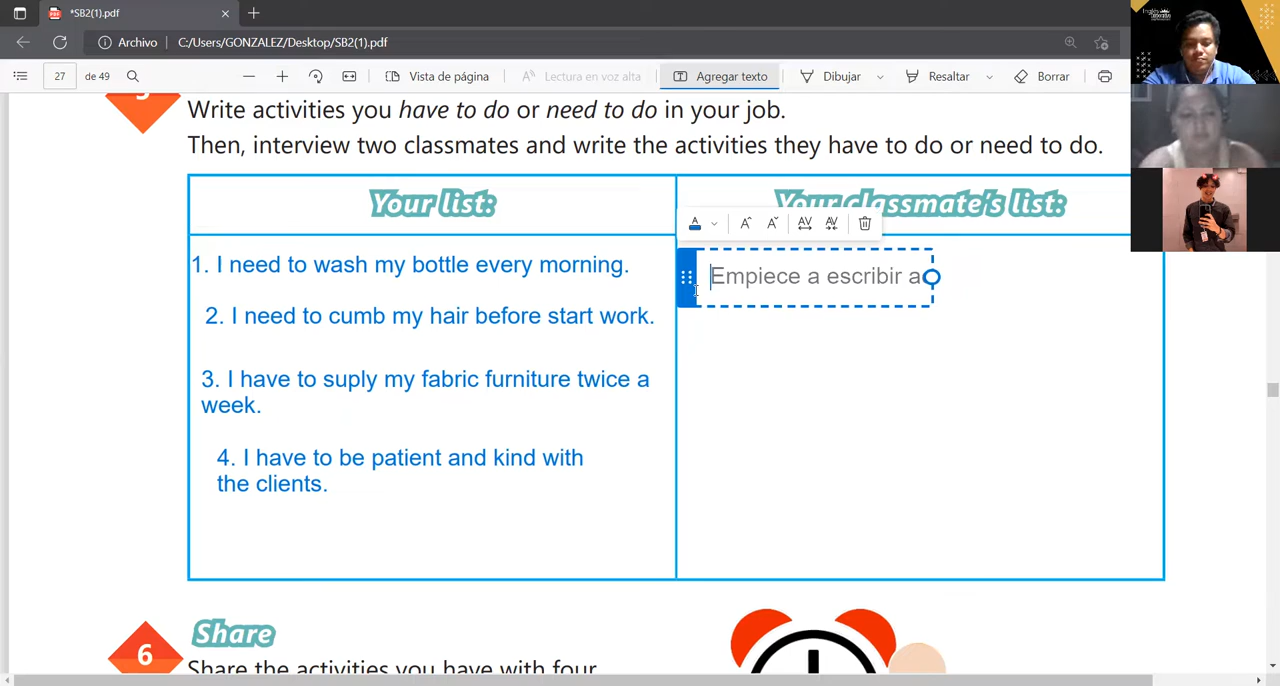 *SB2(1).pdf
Archivo C:/Users/GONZALEZ/Desktop/SB2(1).pdf
27 de 49 Vista de página Lectura en voz alta Agregar texto Dibujar Resaltar Borrar
Write activities you have to do or need to do in your job.
Then, interview two classmates and write the activities they have to do or need to do.
Your list: Your classmate's list:
Empiece a escribir a
1. I need to wash my bottle every morning.
2. I need to cumb my hair before start work.
3. I have to suply my fabric furniture twice a
week.
4. I have to be patient and kind with
the clients.
6 Share
Share the activities you have with four